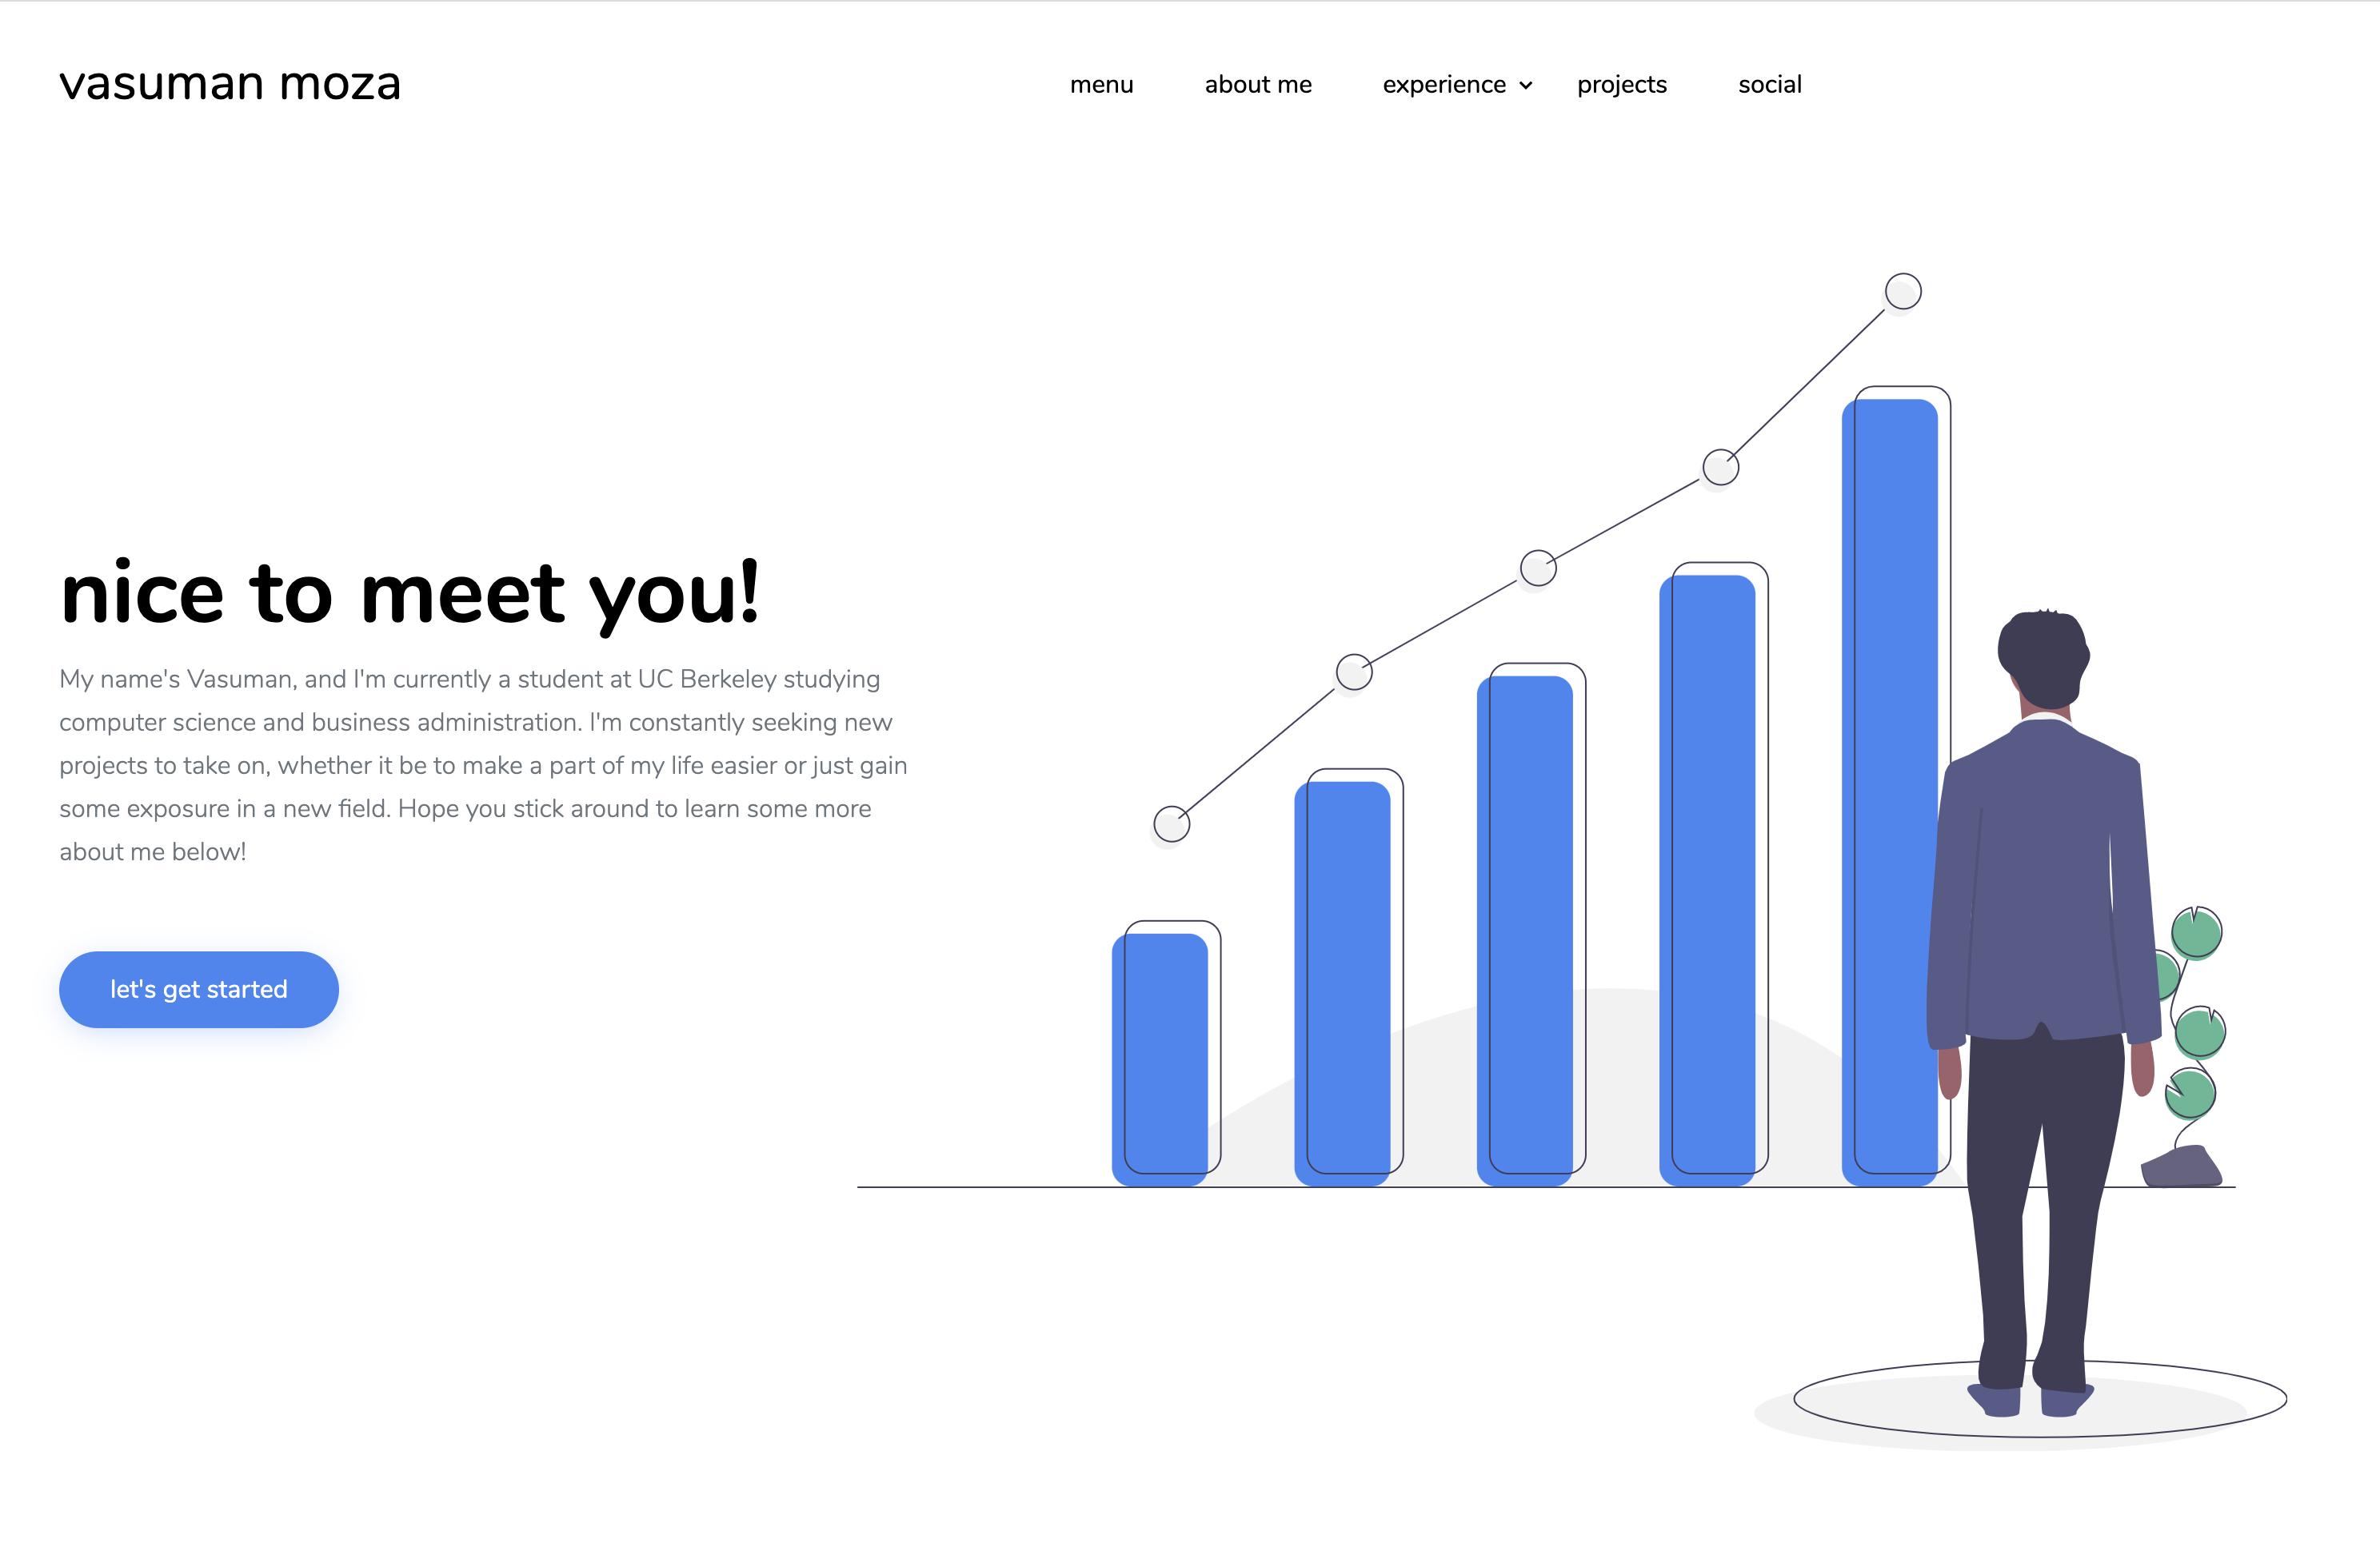 vasuman moza
menu about me experience projects social
nice to meet you!
My name's Vasuman, and I'm currently a student at UC Berkeley studying
computer science and business administration. I'm constantly seeking new
projects to take on, whether it be to make a part of my life easier or just gain
some exposure in a new field. Hope you stick around to learn some more
about me below!
let's get started